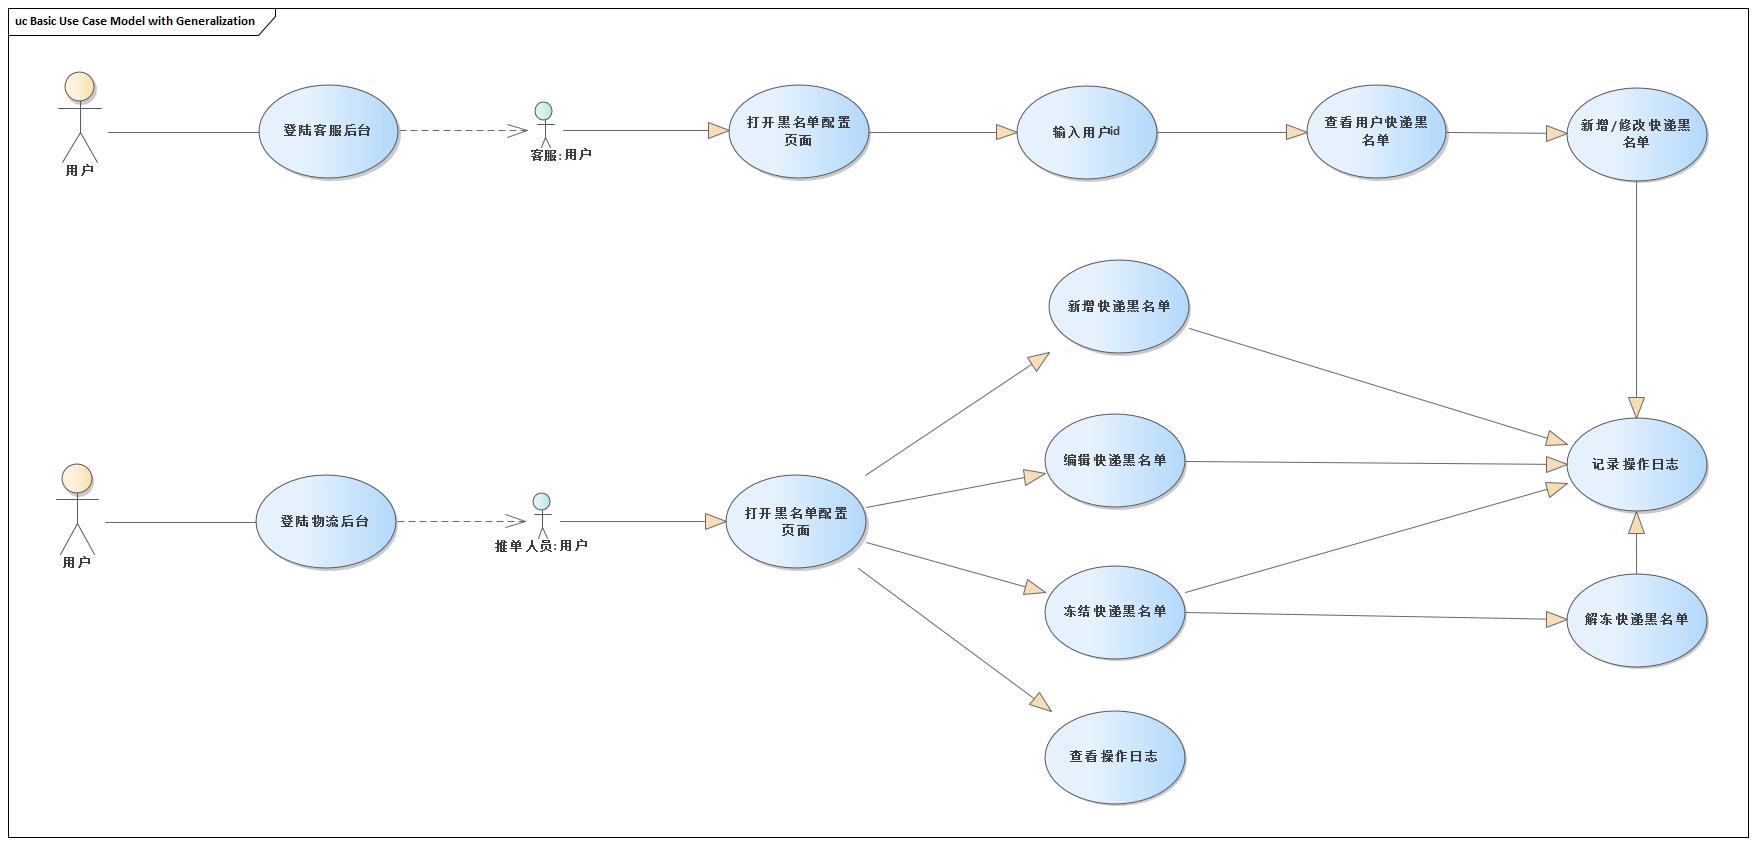 uc Basic Use Case Model with Generalization
用户
登陆客服后台
客服:用户
打开黑名单配置
页面
输入用户id
查看用户快递黑
名单
新增/修改快递黑
名单
新增快递黑名单
编辑快递黑名单
记录操作日志
用户
登陆物流后台
推单人员:用户
打开黑名单配置
页面
冻结快递黑名单
解冻快递黑名单
查看操作日志